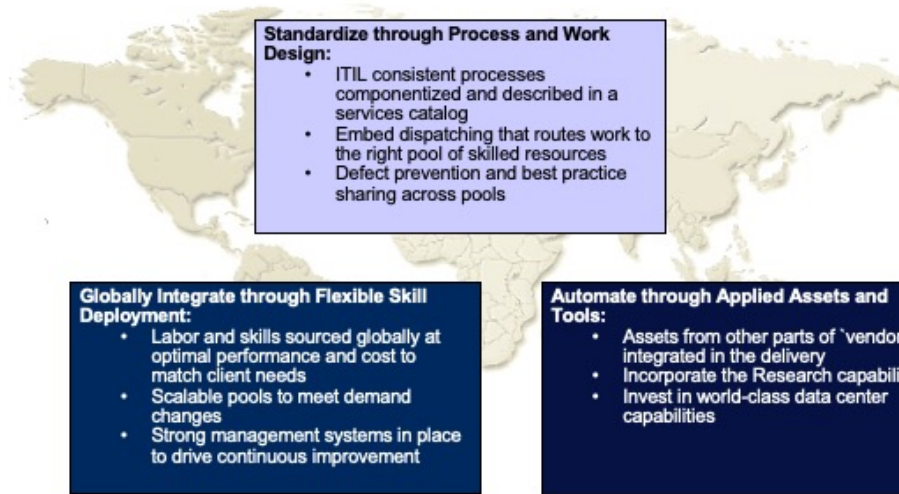 Standardize through Process and Work
Design:
• ITIL consistent processes
componentized and described in a
services catalog
• Embed dispatching that routes work to
the right pool of skilled resources
• Defect prevention and best practice
sharing across pools
Globally Integrate through Flexible Skill
Deployment:
• Labor and skills sourced globally at
optimal performance and cost to
match client needs
• Scalable pools to meet demand
changes
• Strong management systems in place
to drive continuous improvement
Automate through Applied Assets and
Tools:
• Assets from other parts of `vendor
integrated in the delivery
• Incorporate the Research capabili
• Invest in world-class data center
capabilities